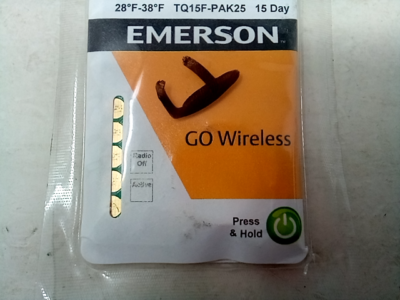 28°F-38°F TQ15F-PAK25 15 Day
EMERSON
GO Wireless
Radio
Off
Active
Press
& Hold